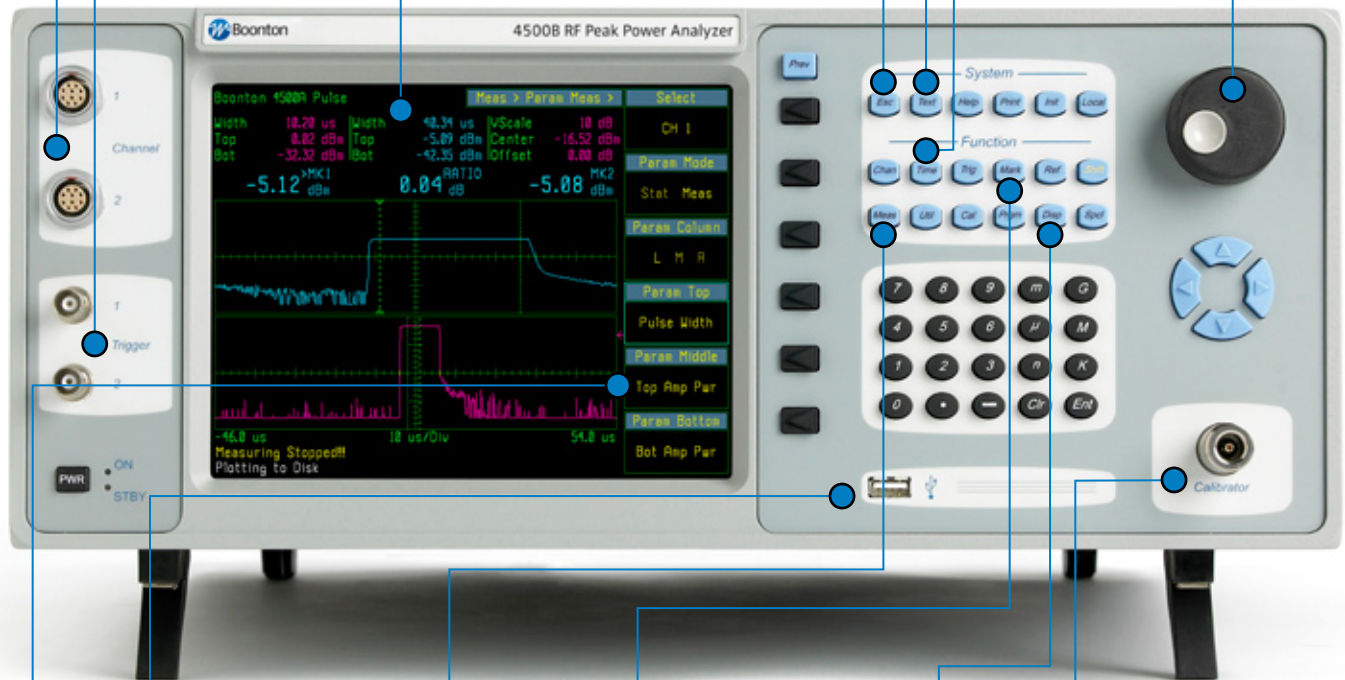 Boonton
4500B RF Peak Power Analyzer
1
Channel
2
1
Trigger
2
PWR
ON
STBY
Boonton 4500A Pulse
Meas > Param Meas >
Select
CH 1
Width 10.20 us Width 40.34 us VScale 10 dB
Top 0.02 dBm Top -5.09 dBm Center -16.52 dBm
Bot -32.32 dBm Bot -42.35 dBm Offset 0.00 dB
-5.12 >MK1 dBm 0.04 RATIO dB -5.08 MK2 dBm
Param Mode
Stat Meas
Param Column
L M R
Param Top
Pulse Width
Param Middle
Top Amp Pwr
Param Bottom
Bot Amp Pwr
-46.0 us 10 us/Div 54.0 us
Measuring Stopped!!!
Plotting to Disk
Prev
System
Esc Text Help Print Init Local
Function
Chan Time Trig Mark Ref Shift
Meas Util Cal Prgm Disp Spcl
7 8 9 m G
4 5 6 µ M
1 2 3 n K
0 • — Clr Ent
Calibrator